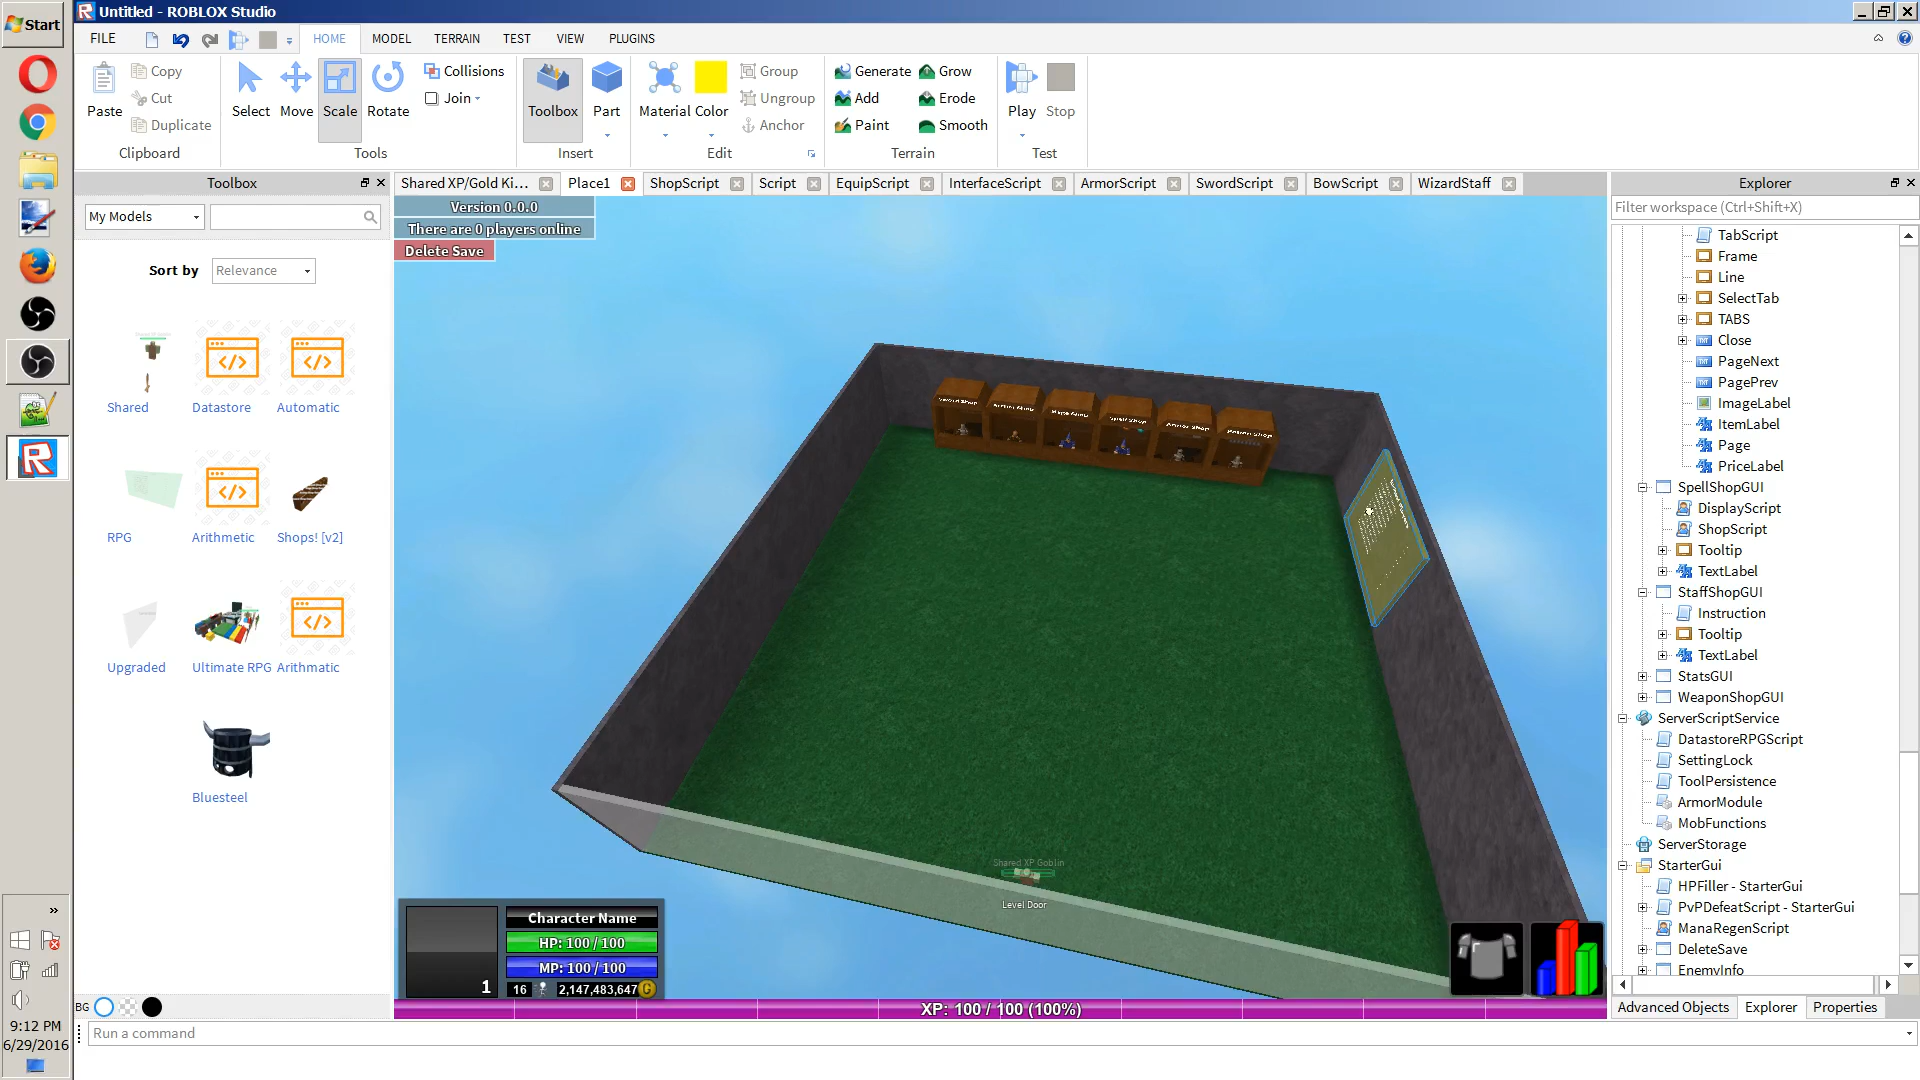 Start
Untitled - ROBLOX Studio
FILE
HOME
MODEL
TERRAIN
TEST
VIEW
PLUGINS
Paste
Copy
Cut
Duplicate
Clipboard
Select
Move
Scale
Rotate
Collisions
Join
Tools
Toolbox
Part
Insert
Material
Color
Group
Ungroup
Anchor
Edit
Generate
Grow
Add
Erode
Paint
Smooth
Terrain
Play
Stop
Test
Toolbox
My Models
Sort by
Relevance
Shared
Datastore
Automatic
RPG
Arithmetic
Shops! [v2]
Upgraded
Ultimate RPG
Arithmatic
Bluesteel
BG
Shared XP/Gold Ki...
Place1
ShopScript
Script
EquipScript
InterfaceScript
ArmorScript
SwordScript
BowScript
WizardStaff
Version 0.0.0
There are 0 players online
Delete Save
Spell Shop
Armor Shop
Shared XP Goblin
Level Door
Character Name
HP: 100 / 100
MP: 100 / 100
1
16
2,147,483,647
G
XP: 100 / 100 (100%)
Explorer
Filter workspace (Ctrl+Shift+X)
TabScript
Frame
Line
SelectTab
TABS
Close
PageNext
PagePrev
ImageLabel
ItemLabel
Page
PriceLabel
SpellShopGUI
DisplayScript
ShopScript
Tooltip
TextLabel
StaffShopGUI
Instruction
Tooltip
TextLabel
StatsGUI
WeaponShopGUI
ServerScriptService
DatastoreRPGScript
SettingLock
ToolPersistence
ArmorModule
MobFunctions
ServerStorage
StarterGui
HPFiller - StarterGui
PvPDefeatScript - StarterGui
ManaRegenScript
DeleteSave
EnemyInfo
Advanced Objects
Explorer
Properties
Run a command
9:12 PM
6/29/2016